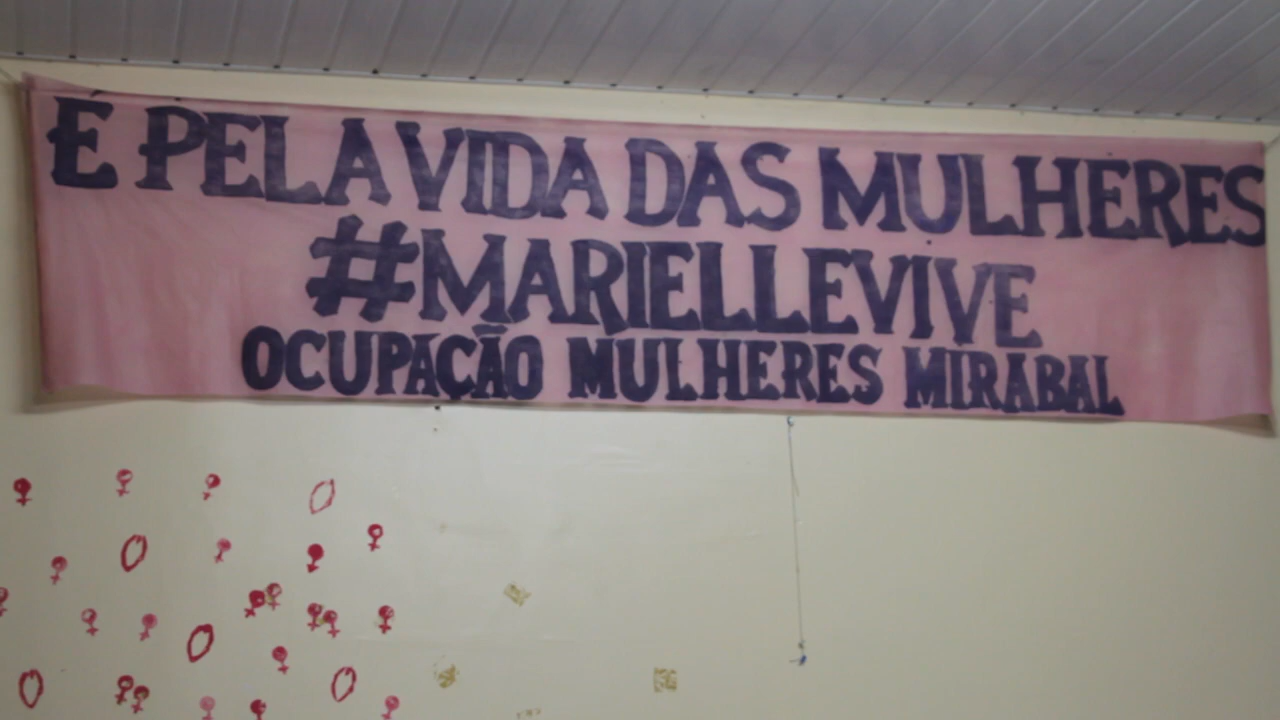 É PELA VIDA DAS MULHERES
#MARIELLEVIVE
OCUPAÇÃO MULHERES MIRABAL